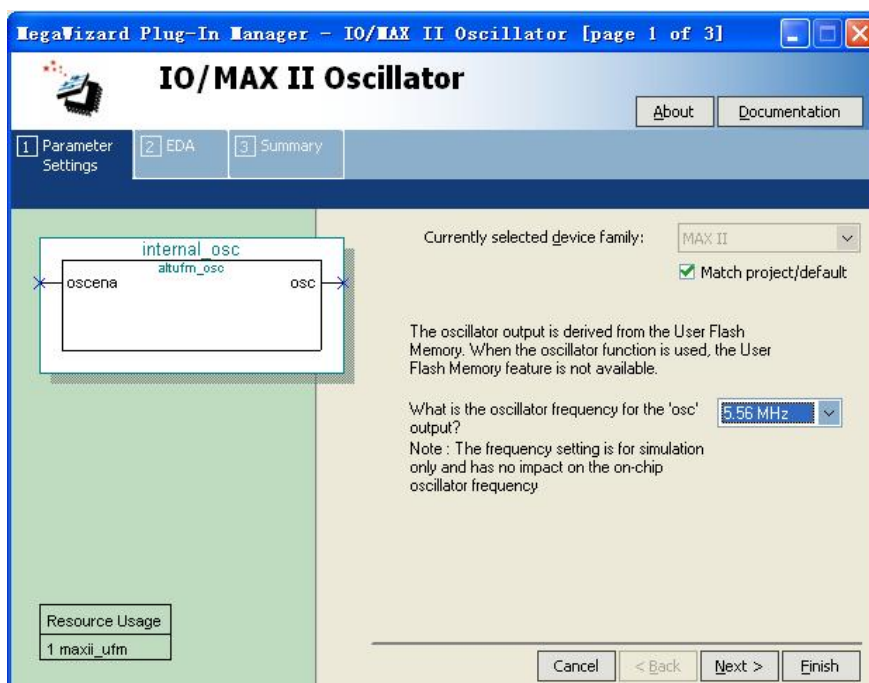 MegaWizard Plug-In Manager - IO/MAX II Oscillator [page 1 of 3]
IO/MAX II Oscillator
About
Documentation
1 Parameter Settings
2 EDA
3 Summary
internal_osc
altufm_osc
oscena
osc
Currently selected device family:
MAX II
Match project/default
The oscillator output is derived from the User Flash
Memory. When the oscillator function is used, the User
Flash Memory feature is not available.
What is the oscillator frequency for the 'osc'
output?
5.56 MHz
Note : The frequency setting is for simulation
only and has no impact on the on-chip
oscillator frequency
Resource Usage
1 maxii_ufm
Cancel
< Back
Next >
Finish